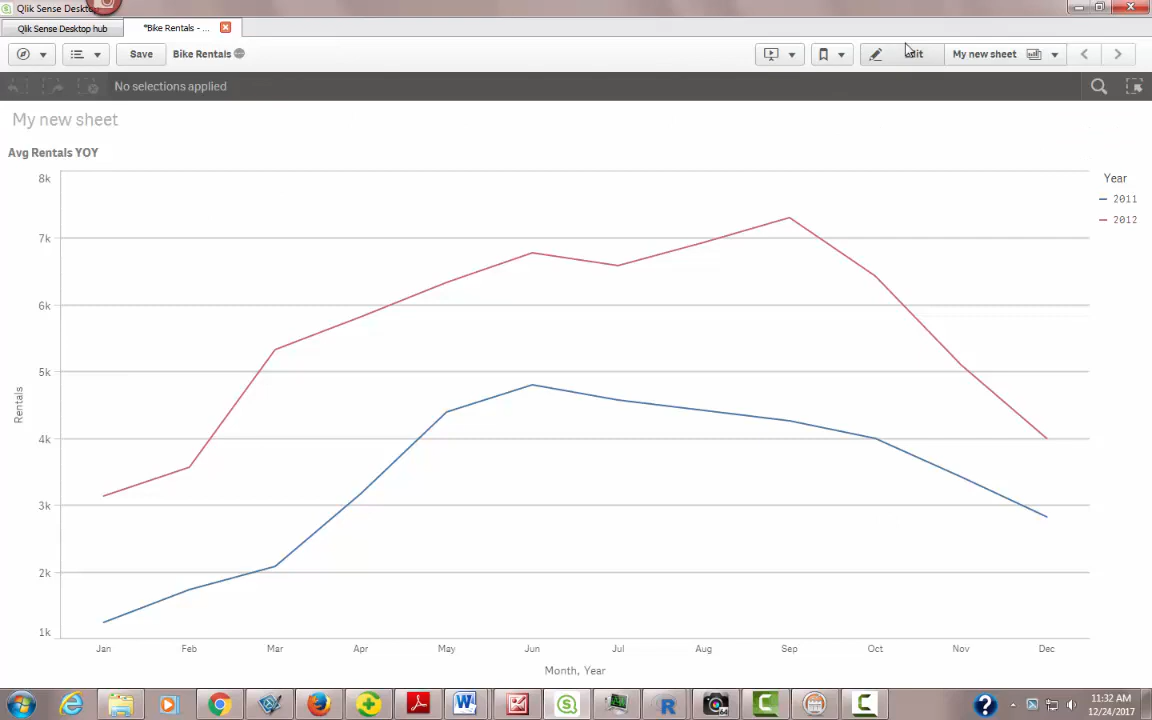 Qlik Sense Desktop
Qlik Sense Desktop hub
*Bike Rentals - ...
Save
Bike Rentals
My new sheet
No selections applied
My new sheet
Avg Rentals YOY
8k
7k
6k
5k
4k
3k
2k
1k
Rentals
Year
2011
2012
Jan Feb Mar Apr May Jun Jul Aug Sep Oct Nov Dec
Month, Year
11:32 AM
12/24/2017